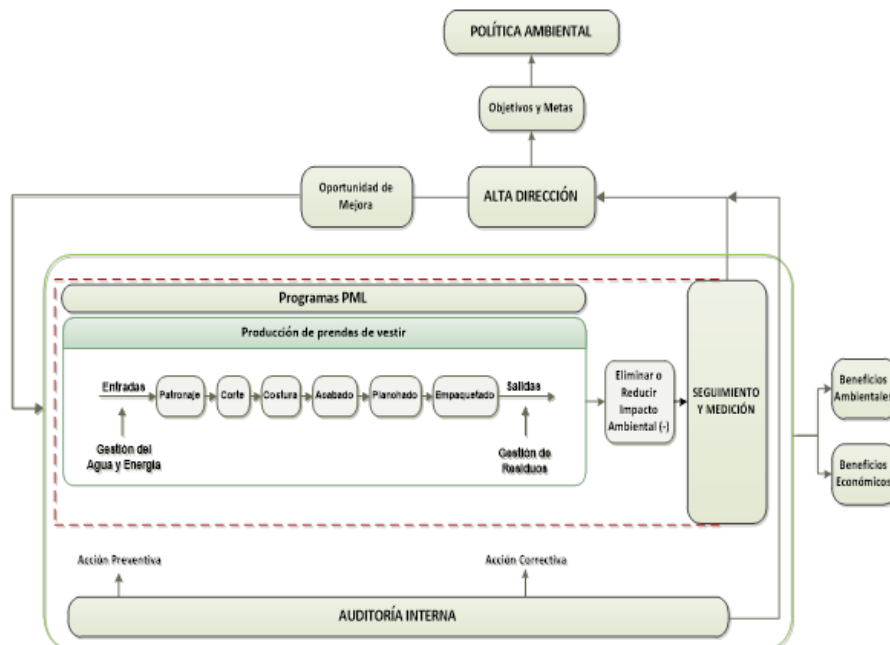 POLÍTICA AMBIENTAL
Objetivos y Metas
Oportunidad de
Mejora
ALTA DIRECCIÓN
Programas PML
Producción de prendas de vestir
Entradas
Patronaje
Corte
Costura
Acabado
Planchado
Empaquetado
Salidas
Gestión del
Agua y Energía
Gestión de
Residuos
Eliminar o
Reducir
Impacto
Ambiental (-)
SEGUIMIENTO
Y MEDICIÓN
Beneficios
Ambientales
Beneficios
Económicos
Acción Preventiva
Acción Correctiva
AUDITORÍA INTERNA